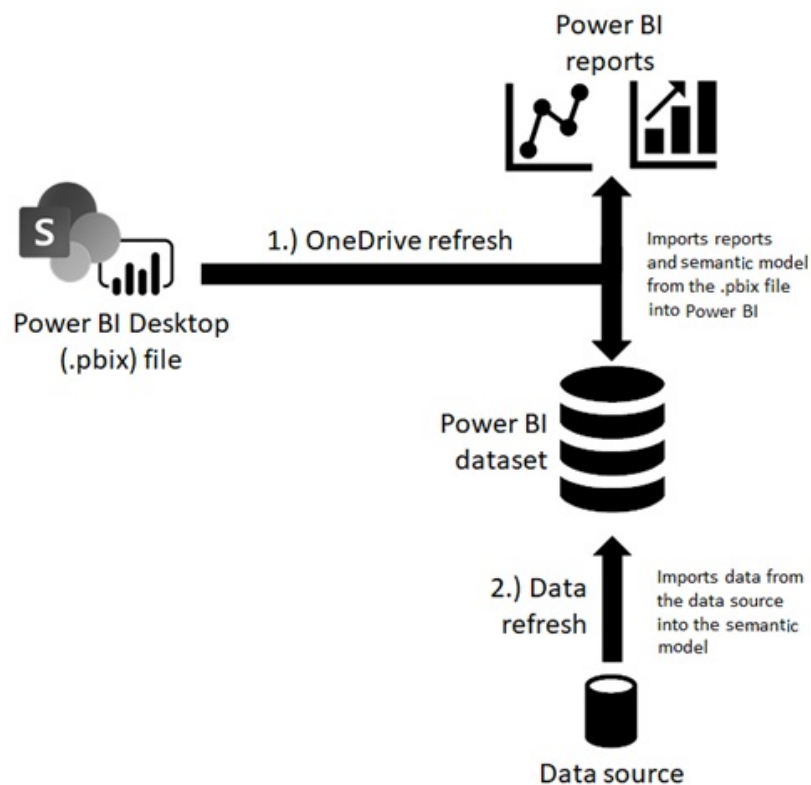 Power BI
reports
S
1.) OneDrive refresh
Imports reports
and semantic model
from the .pbix file
into Power BI
Power BI Desktop
(.pbix) file
Power BI
dataset
2.) Data
refresh
Imports data from
the data source
into the semantic
model
Data source